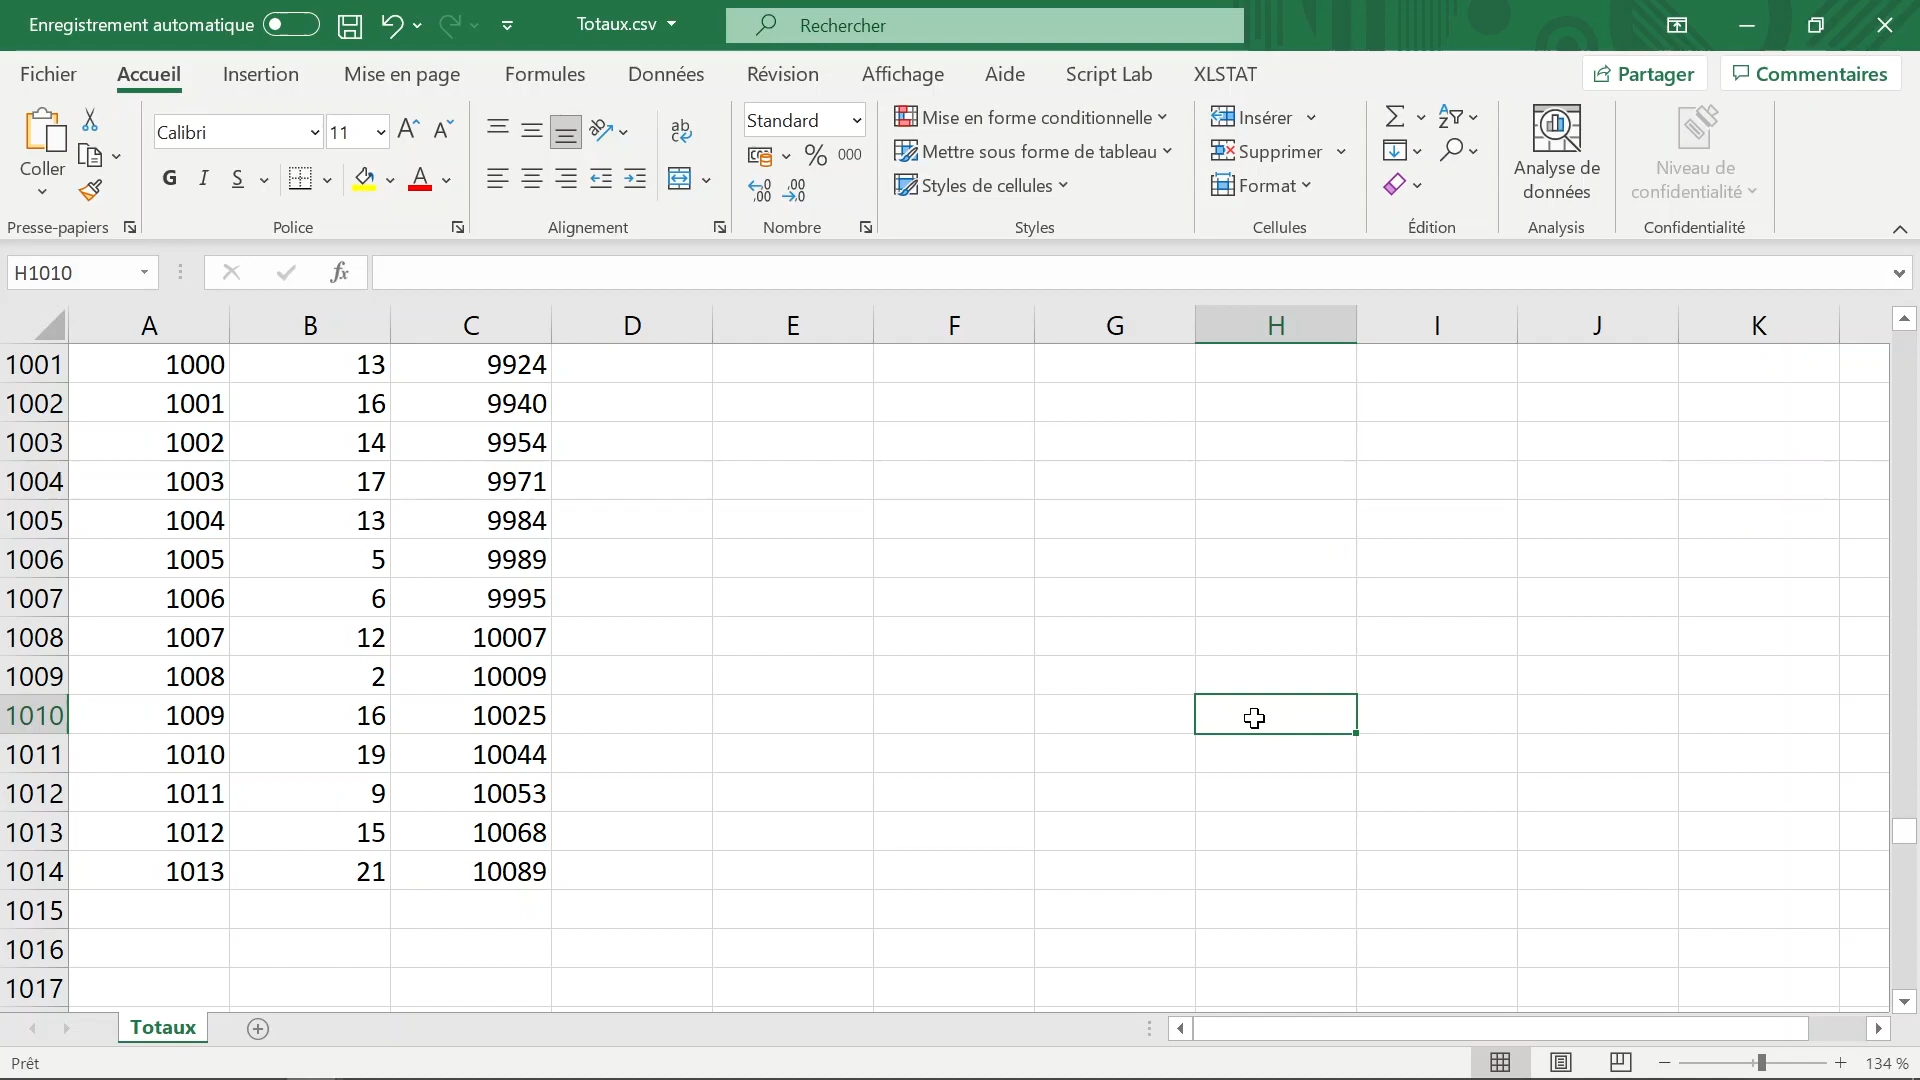 Enregistrement automatique Totaux.csv Rechercher
Fichier Accueil Insertion Mise en page Formules Données Révision Affichage Aide Script Lab XLSTAT Partager Commentaires
Coller
Presse-papiers
Calibri 11
G I S
Police
ab
Alignement
Standard
% 000
Nombre
Mise en forme conditionnelle
Mettre sous forme de tableau
Styles de cellules
Styles
Insérer
Supprimer
Format
Cellules
Édition
Analyse de
données
Analysis
Niveau de
confidentialité
Confidentialité
H1010 fx
A B C D E F G H I J K
1001 1000 13 9924
1002 1001 16 9940
1003 1002 14 9954
1004 1003 17 9971
1005 1004 13 9984
1006 1005 5 9989
1007 1006 6 9995
1008 1007 12 10007
1009 1008 2 10009
1010 1009 16 10025
1011 1010 19 10044
1012 1011 9 10053
1013 1012 15 10068
1014 1013 21 10089
1015
1016
1017
Totaux
Prêt 134 %